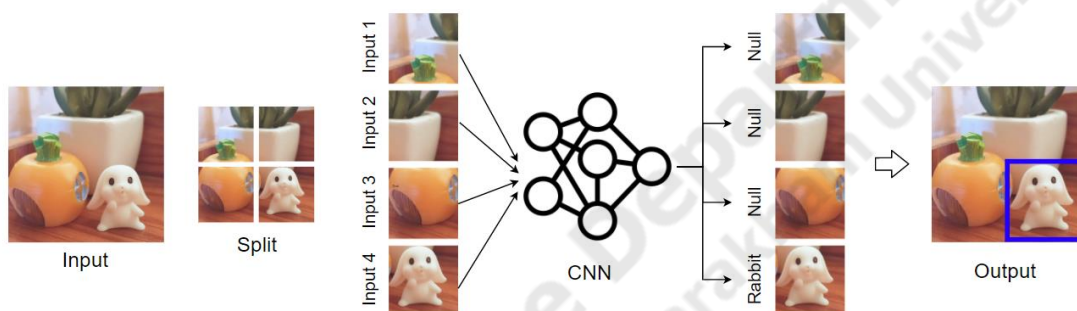 Input
Split
Input 1
Input 2
Input 3
Input 4
CNN
Null
Null
Null
Rabbit
Output